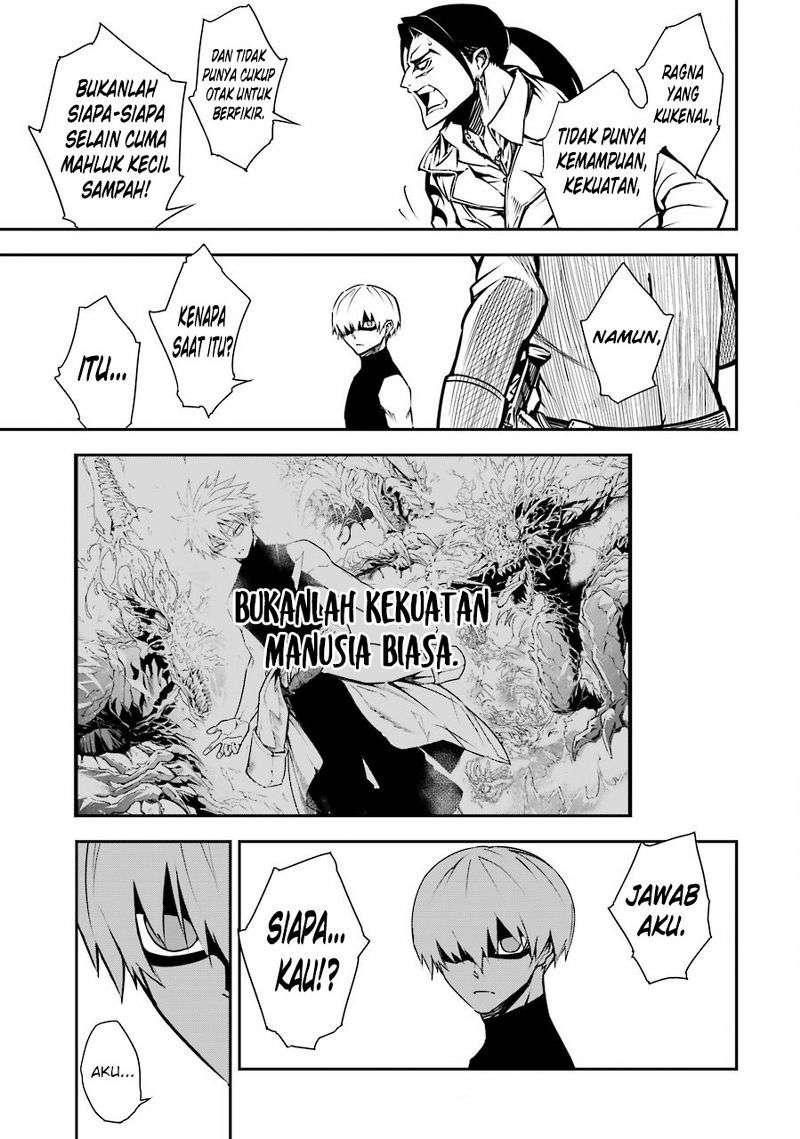 RAGNA
YANG
KUKENAL,
TIDAK PUNYA
KEMAMPUAN,
KEKUATAN,
DAN TIDAK
PUNYA CUKUP
OTAK UNTUK
BERFIKIR.
BUKANLAH
SIAPA-SIAPA
SELAIN CUMA
MAHLUK KECIL
SAMPAH!
NAMUN,
KENAPA
SAAT ITU?
ITU...
BUKANLAH KEKUATAN
MANUSIA BIASA.
JAWAB
AKU.
SIAPA...
KAU!?
AKU...